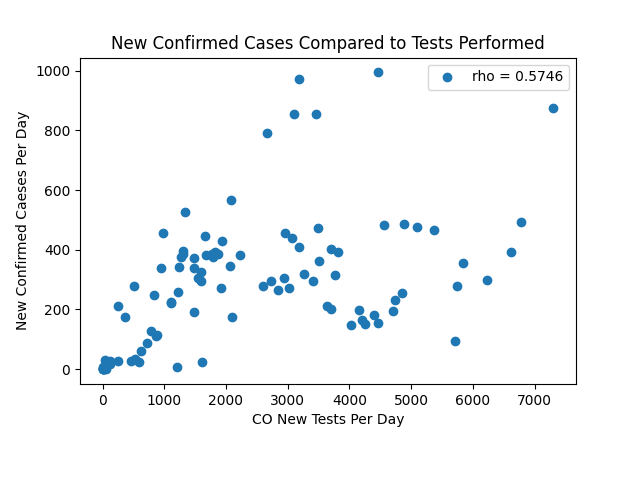 New Confirmed Cases Compared to Tests Performed
rho = 0.5746
New Confirmed Caeses Per Day
1000
800
600
400
200
0
0 1000 2000 3000 4000 5000 6000 7000
CO New Tests Per Day